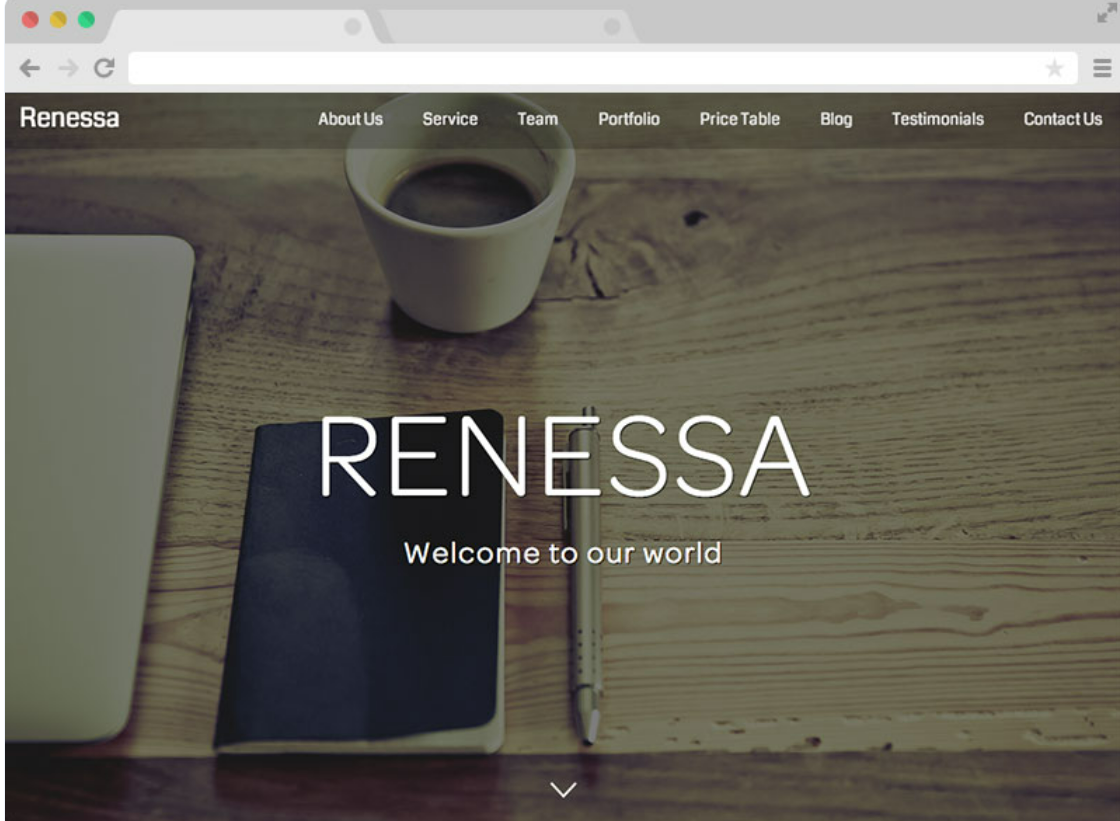 Renessa About Us Service Team Portfolio Price Table Blog Testimonials Contact Us
RENESSA
Welcome to our world